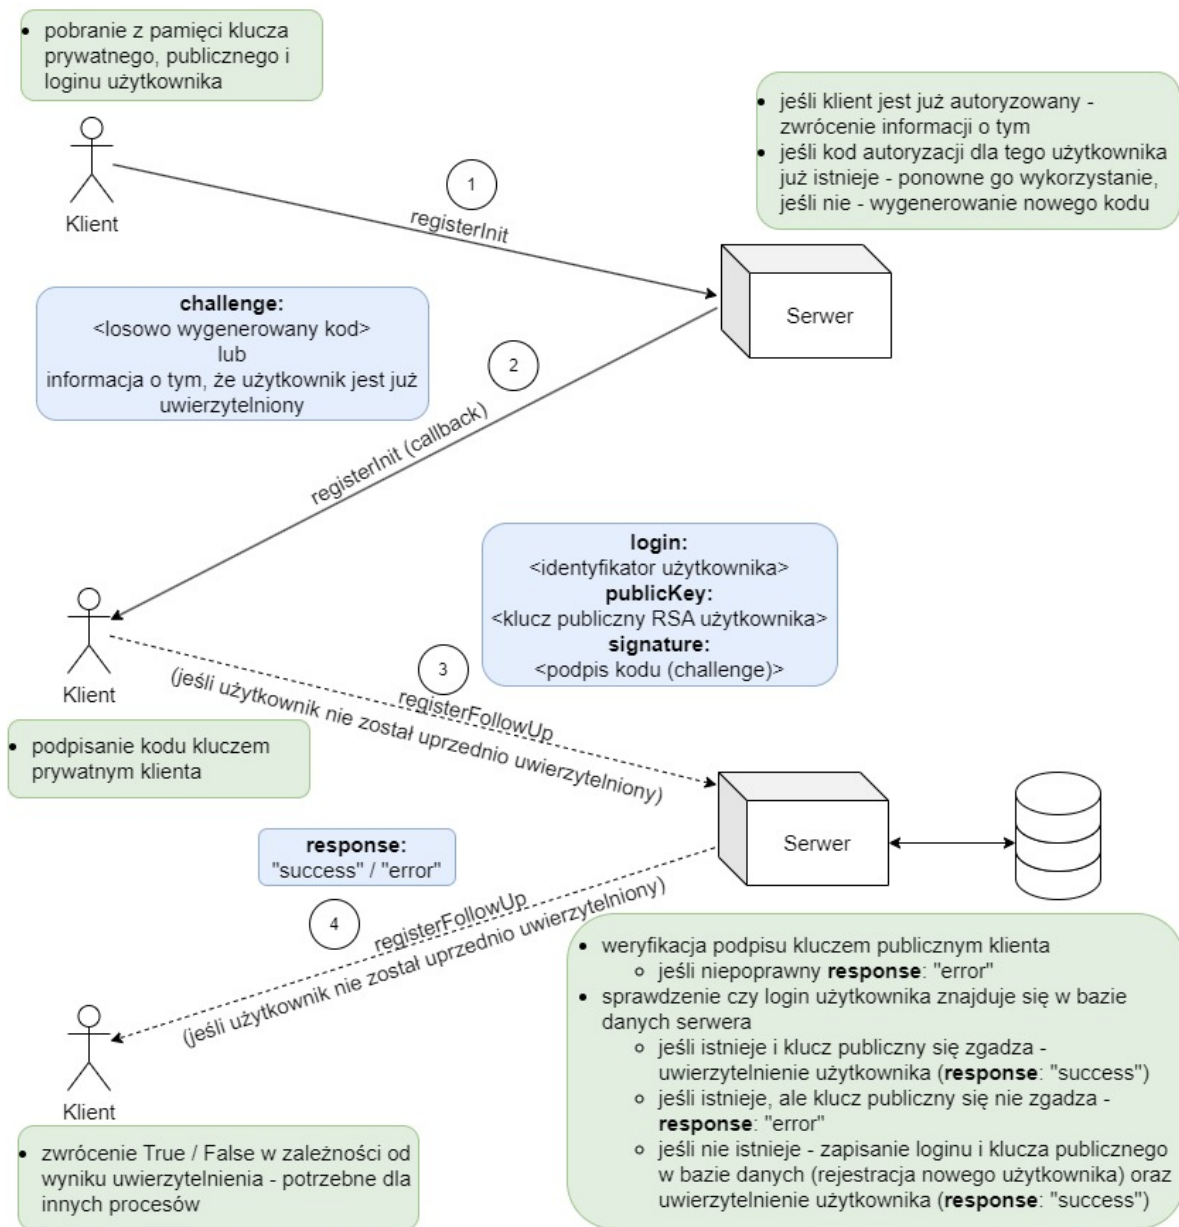 • pobranie z pamięci klucza
prywatnego, publicznego i
loginu użytkownika
• jeśli klient jest już autoryzowany -
zwrócenie informacji o tym
• jeśli kod autoryzacji dla tego użytkownika
już istnieje - ponowne go wykorzystanie,
jeśli nie - wygenerowanie nowego kodu
Klient
1
registerInit
Serwer
challenge:
<losowo wygenerowany kod>
lub
informacja o tym, że użytkownik jest już
uwierzytelniony
2
registerInit (callback)
login:
<identyfikator użytkownika>
publicKey:
<klucz publiczny RSA użytkownika>
signature:
<podpis kodu (challenge)>
Klient
3
registerFollowUp
(jeśli użytkownik nie został uprzednio uwierzytelniony)
• podpisanie kodu kluczem
prywatnym klienta
Serwer
response:
"success" / "error"
4
registerFollowUp
(jeśli użytkownik nie został uprzednio uwierzytelniony)
• weryfikacja podpisu kluczem publicznym klienta
○ jeśli niepoprawny response: "error"
• sprawdzenie czy login użytkownika znajduje się w bazie
danych serwera
○ jeśli istnieje i klucz publiczny się zgadza -
uwierzytelnienie użytkownika (response: "success")
○ jeśli istnieje, ale klucz publiczny się nie zgadza -
response: "error"
○ jeśli nie istnieje - zapisanie loginu i klucza publicznego
w bazie danych (rejestracja nowego użytkownika) oraz
uwierzytelnienie użytkownika (response: "success")
Klient
• zwrócenie True / False w zależności od
wyniku uwierzytelnienia - potrzebne dla
innych procesów